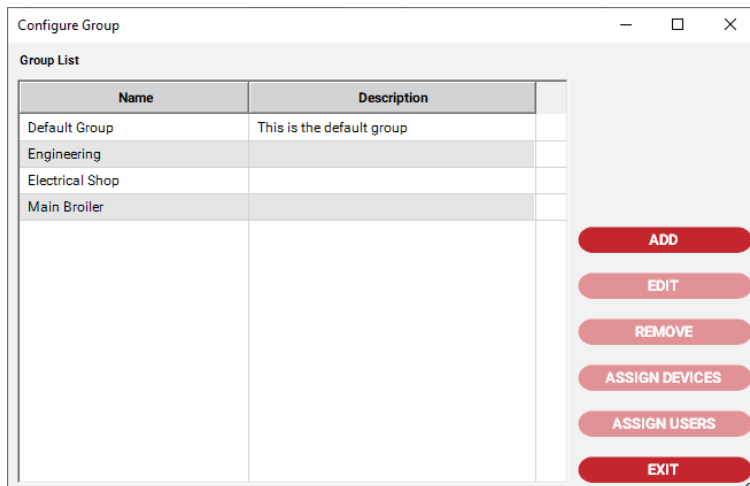 Configure Group
Group List
Name Description
Default Group This is the default group
Engineering
Electrical Shop
Main Broiler
ADD
EDIT
REMOVE
ASSIGN DEVICES
ASSIGN USERS
EXIT